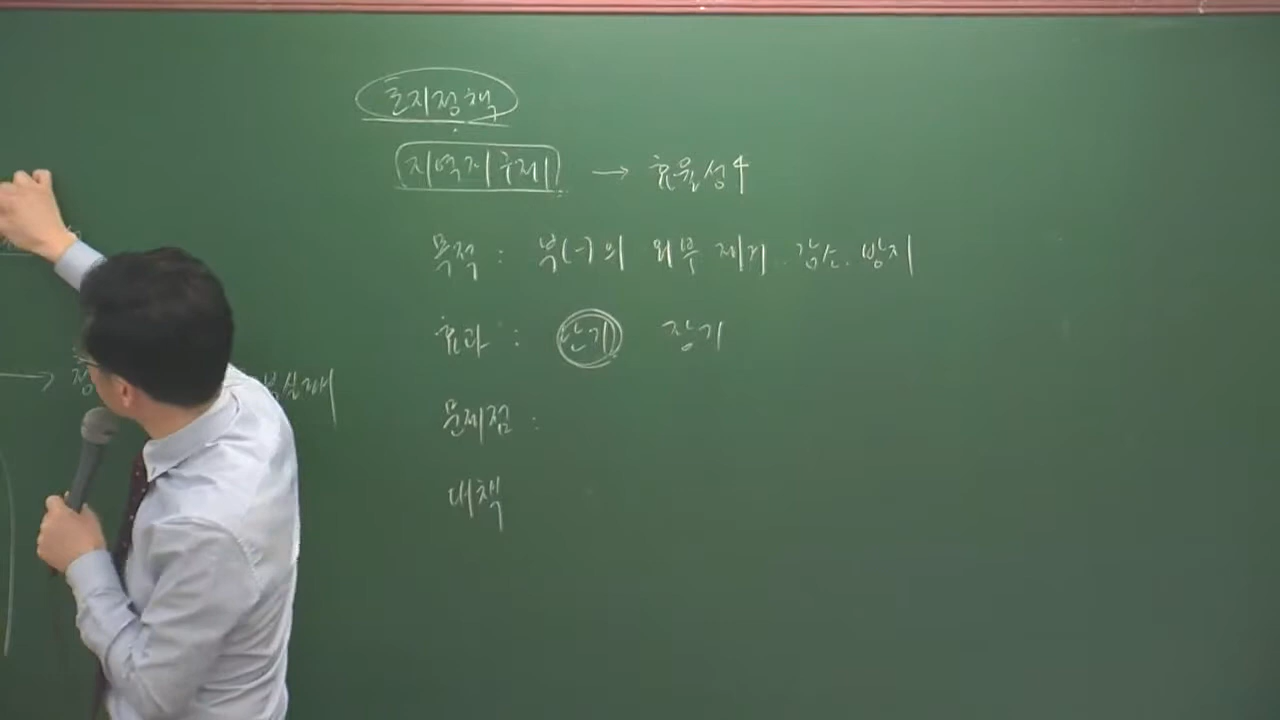 토지정책
지역지구제 → 효율성↑
목적 : 부(-)의 외부 제거. 감소. 방지
효과 : 단기 장기
문제점 :
대책